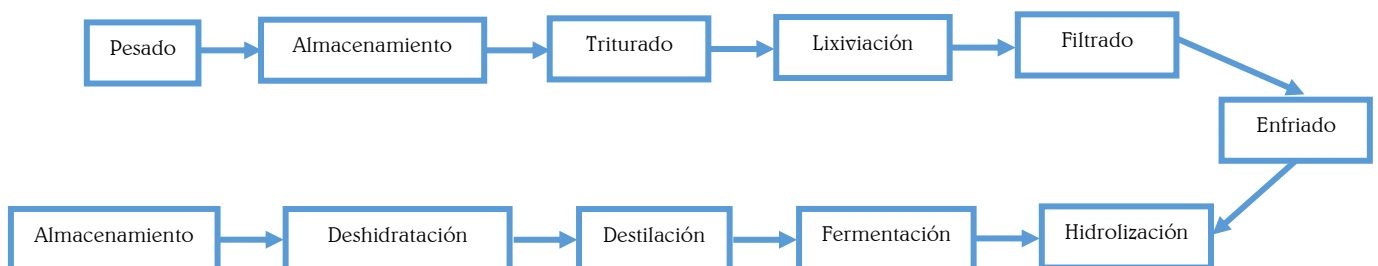 Pesado
Almacenamiento
Triturado
Lixiviación
Filtrado
Enfriado
Almacenamiento
Deshidratación
Destilación
Fermentación
Hidrolización